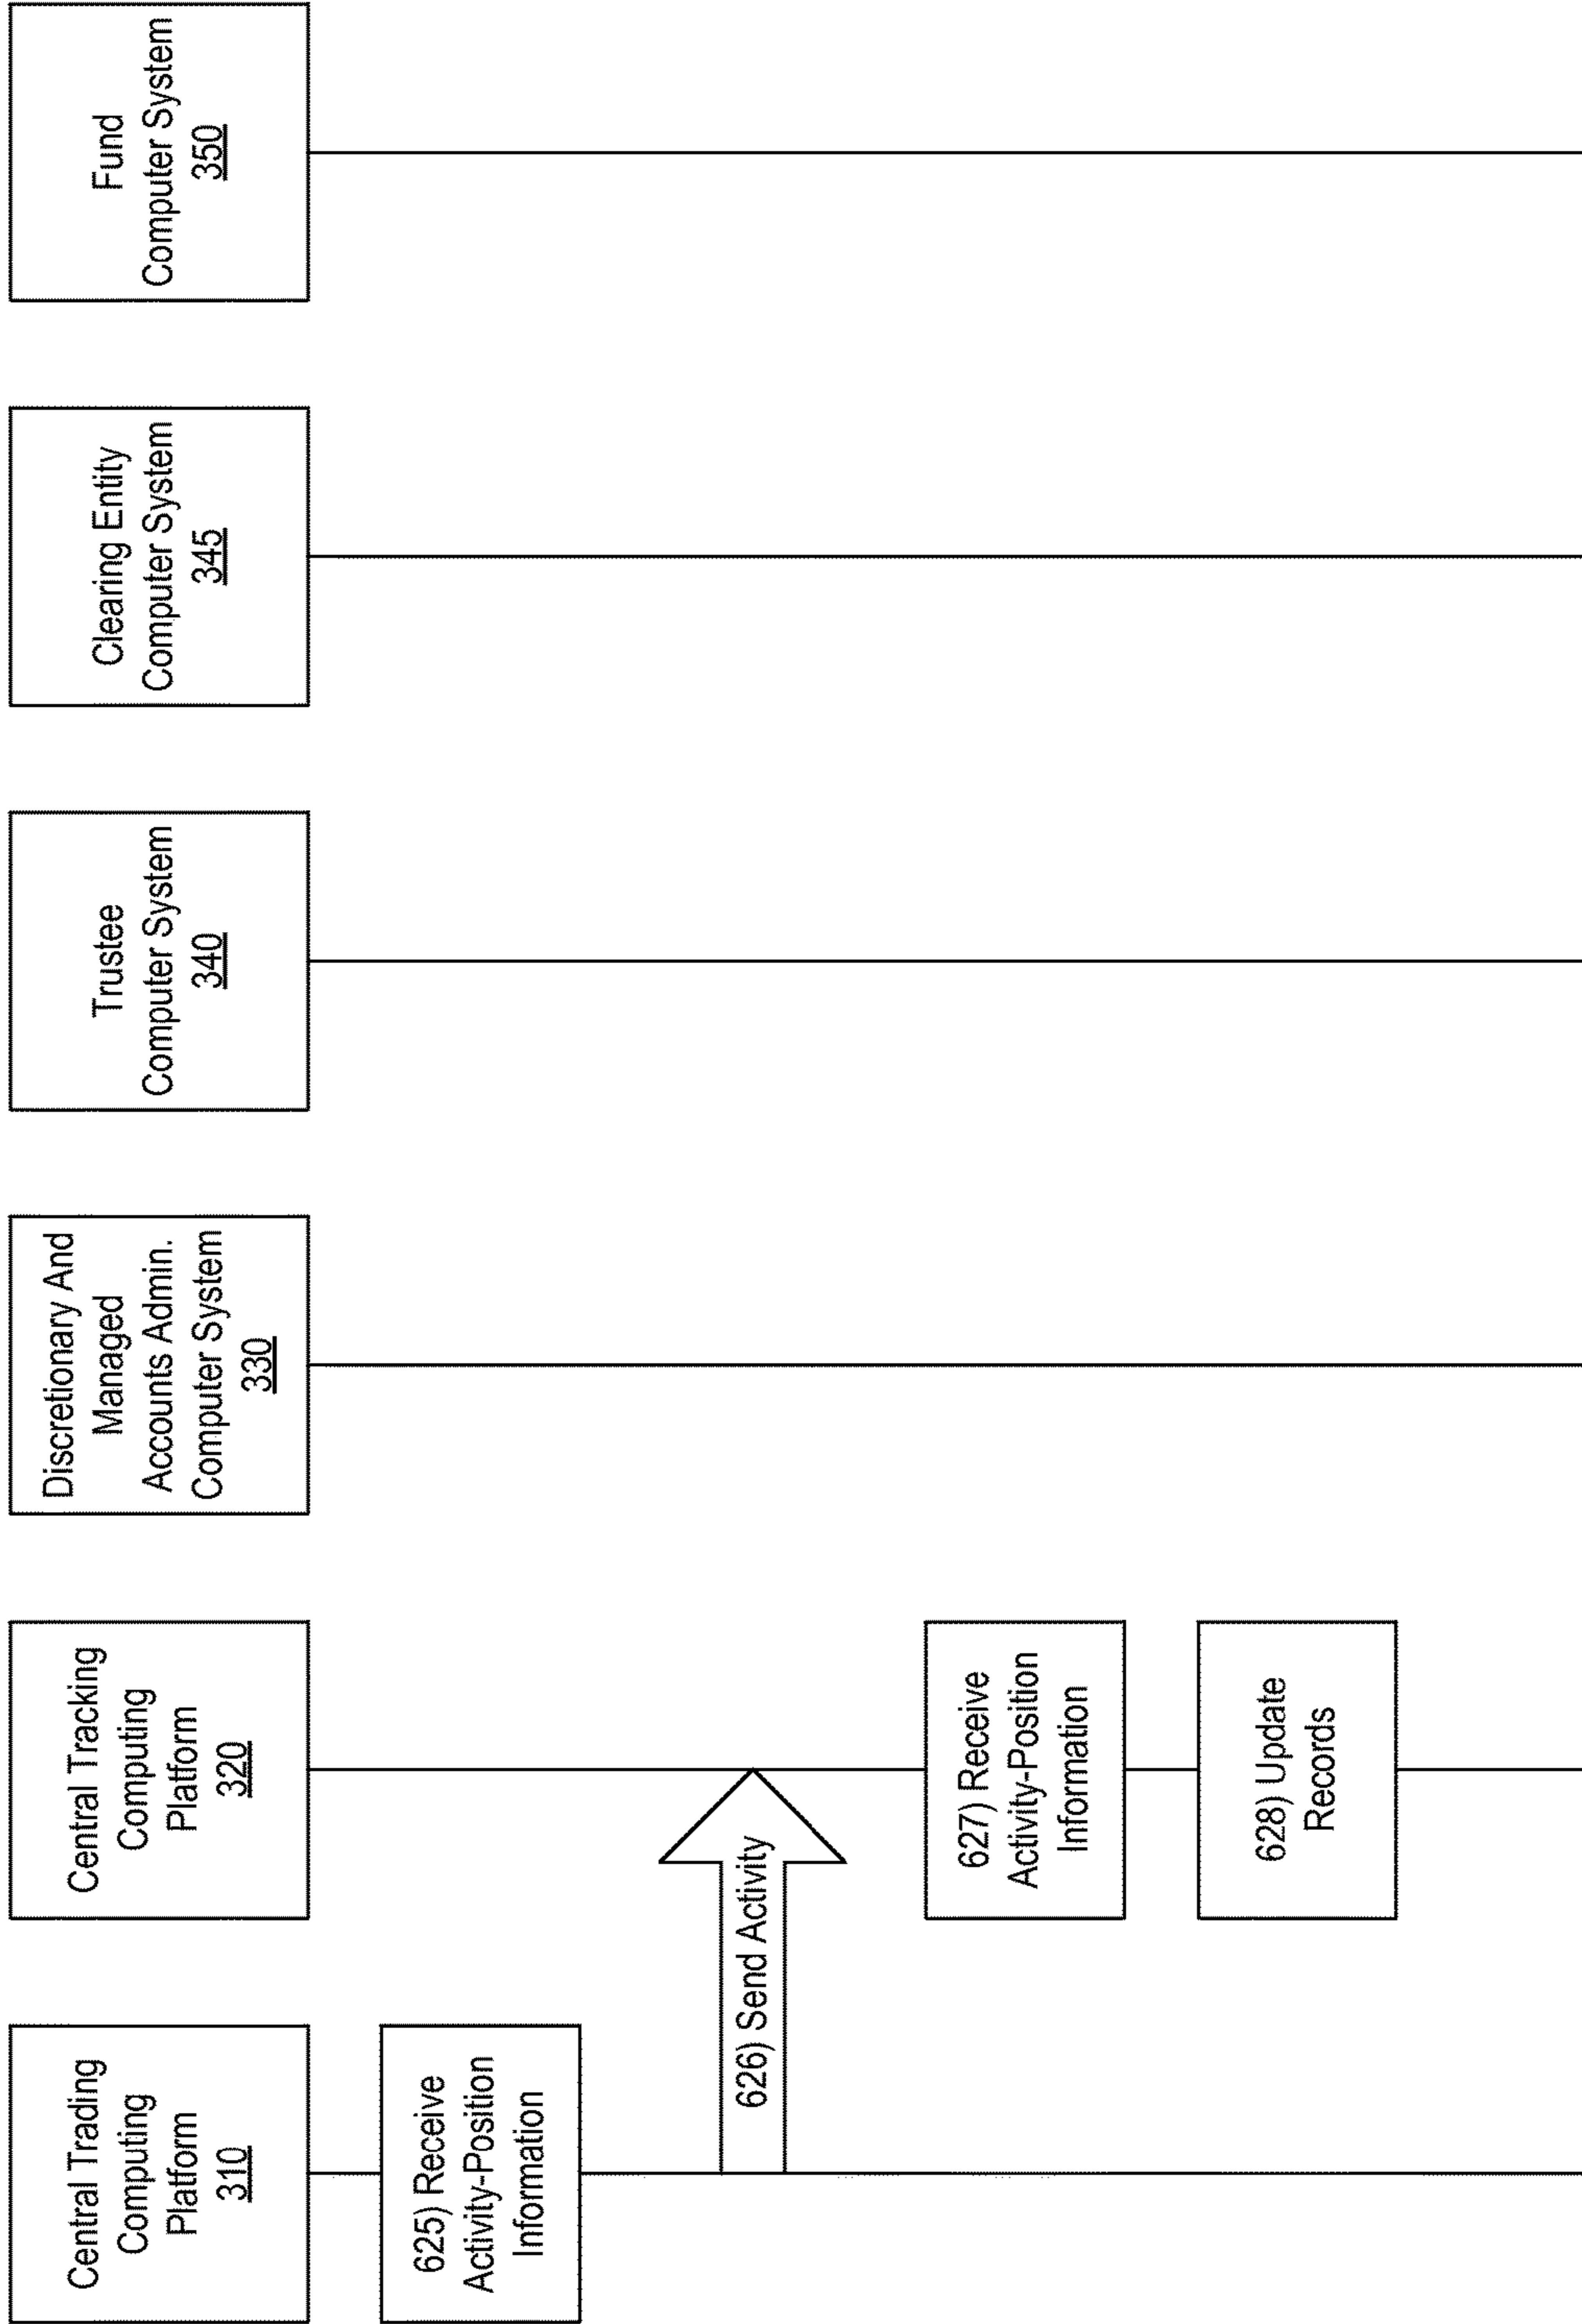 Central Trading
Computing
Platform
310
Central Tracking
Computing
Platform
320
Discretionary And
Managed
Accounts Admin.
Computer System
330
Trustee
Computer System
340
Clearing Entity
Computer System
345
Fund
Computer System
350
625) Receive
Activity-Position
Information
626) Send Activity
627) Receive
Activity-Position
Information
628) Update
Records